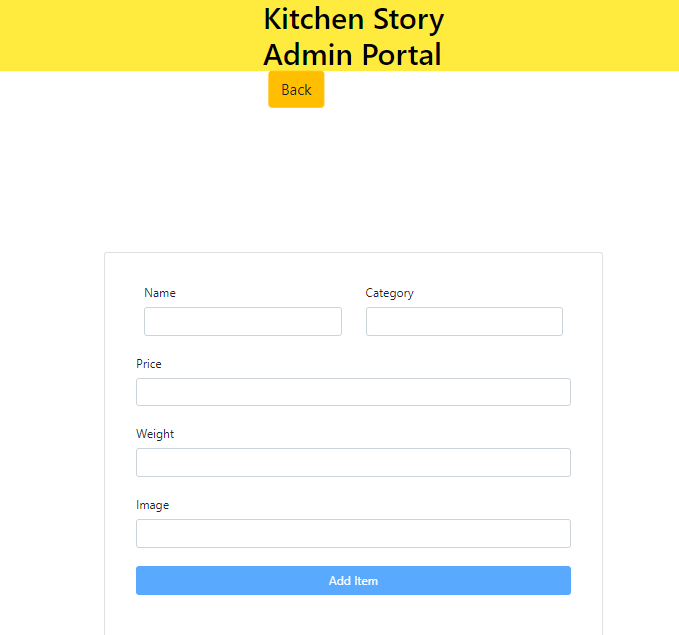 Kitchen Story
Admin Portal
Back
Name Category
Price
Weight
Image
Add Item